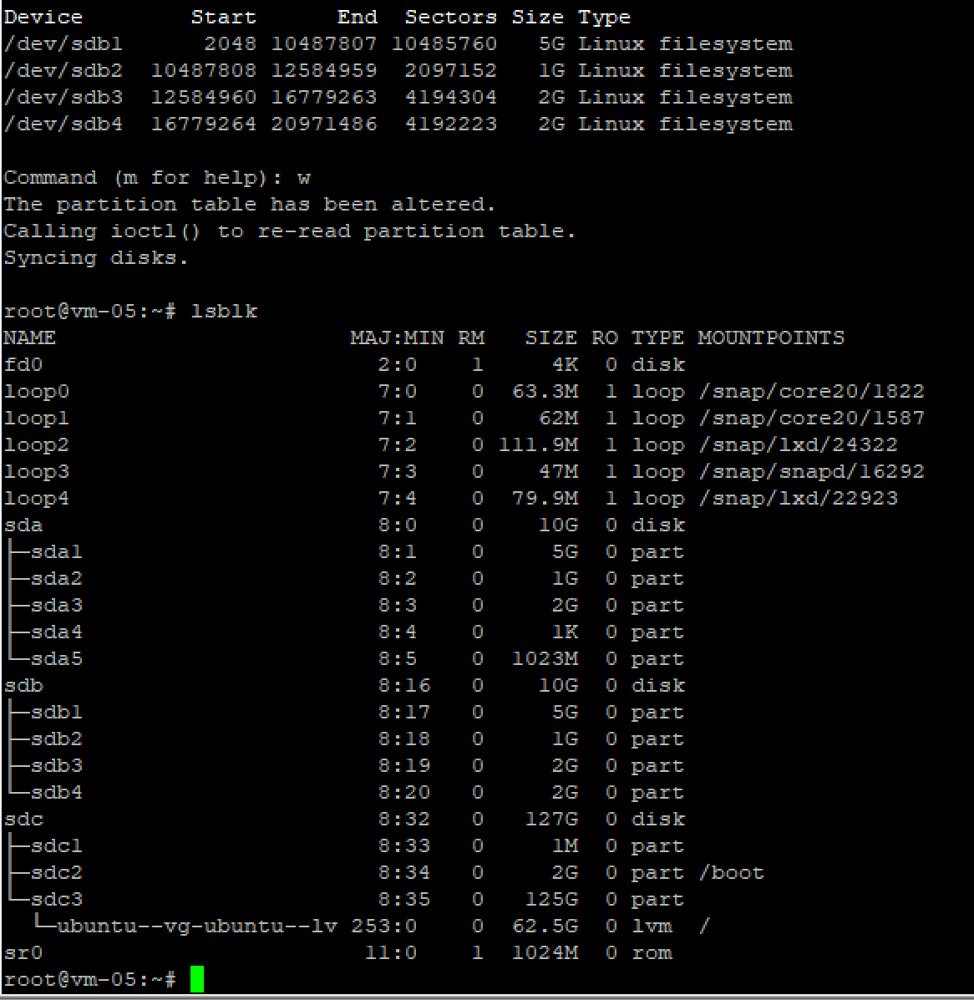 Device        Start      End  Sectors Size Type
/dev/sdb1      2048 10487807 10485760   5G Linux filesystem
/dev/sdb2  10487808 12584959  2097152   1G Linux filesystem
/dev/sdb3  12584960 16779263  4194304   2G Linux filesystem
/dev/sdb4  16779264 20971486  4192223   2G Linux filesystem

Command (m for help): w
The partition table has been altered.
Calling ioctl() to re-read partition table.
Syncing disks.

root@vm-05:~# lsblk
NAME                      MAJ:MIN RM   SIZE RO TYPE MOUNTPOINTS
fd0                         2:0    1     4K  0 disk
loop0                       7:0    0  63.3M  1 loop /snap/core20/1822
loop1                       7:1    0    62M  1 loop /snap/core20/1587
loop2                       7:2    0 111.9M  1 loop /snap/lxd/24322
loop3                       7:3    0    47M  1 loop /snap/snapd/16292
loop4                       7:4    0  79.9M  1 loop /snap/lxd/22923
sda                         8:0    0    10G  0 disk
├─sda1                      8:1    0     5G  0 part
├─sda2                      8:2    0     1G  0 part
├─sda3                      8:3    0     2G  0 part
├─sda4                      8:4    0     1K  0 part
└─sda5                      8:5    0  1023M  0 part
sdb                         8:16   0    10G  0 disk
├─sdb1                      8:17   0     5G  0 part
├─sdb2                      8:18   0     1G  0 part
├─sdb3                      8:19   0     2G  0 part
└─sdb4                      8:20   0     2G  0 part
sdc                         8:32   0   127G  0 disk
├─sdc1                      8:33   0     1M  0 part
├─sdc2                      8:34   0     2G  0 part /boot
└─sdc3                      8:35   0   125G  0 part
  └─ubuntu--vg-ubuntu--lv 253:0    0  62.5G  0 lvm  /
sr0                        11:0    1  1024M  0 rom
root@vm-05:~#